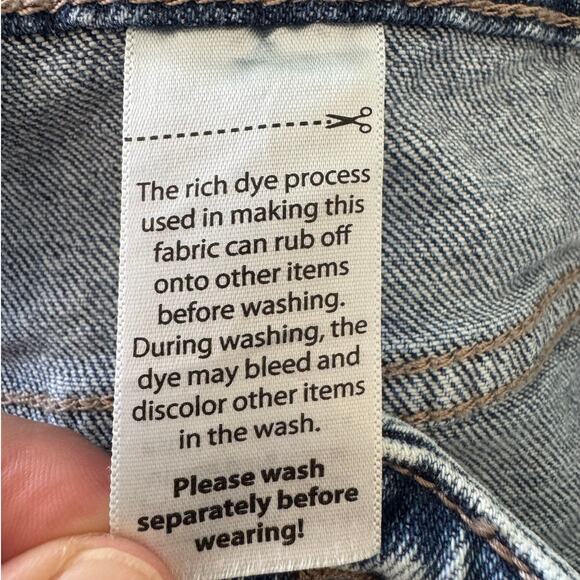 The rich dye process
used in making this
fabric can rub off
onto other items
before washing.
During washing, the
dye may bleed and
discolor other items
in the wash.
Please wash
separately before
wearing!